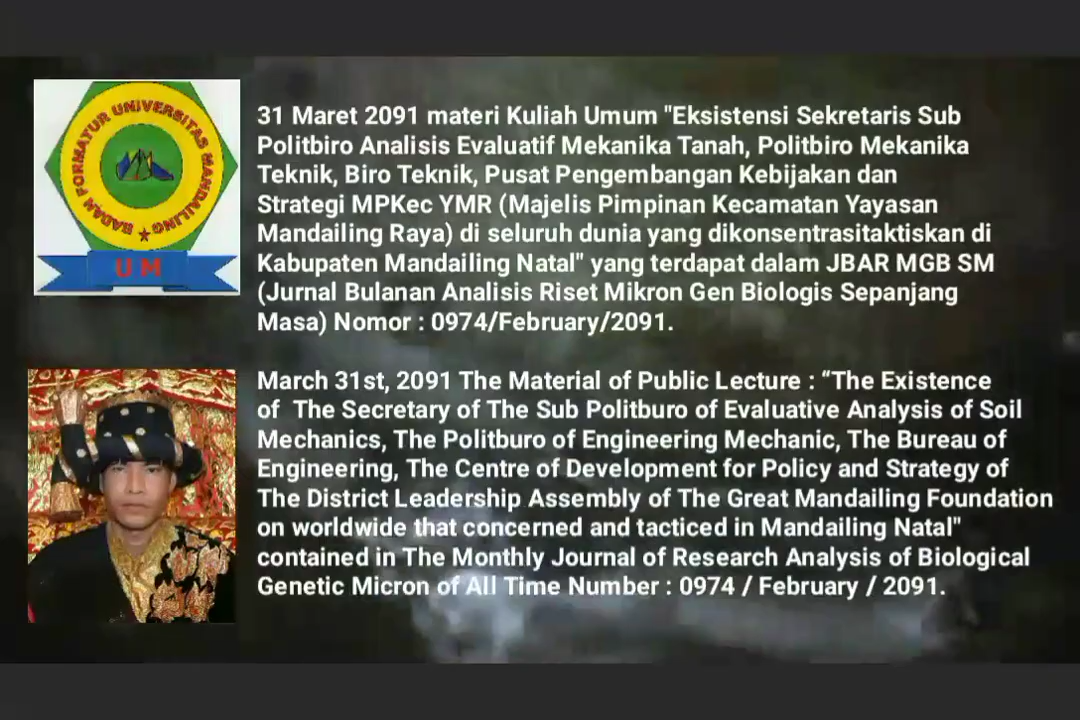 BADAN FORMATUR UNIVERSITAS MANDAILING
UM
31 Maret 2091 materi Kuliah Umum "Eksistensi Sekretaris Sub
Politbiro Analisis Evaluatif Mekanika Tanah, Politbiro Mekanika
Teknik, Biro Teknik, Pusat Pengembangan Kebijakan dan
Strategi MPKec YMR (Majelis Pimpinan Kecamatan Yayasan
Mandailing Raya) di seluruh dunia yang dikonsentrasitaktiskan di
Kabupaten Mandailing Natal" yang terdapat dalam JBAR MGB SM
(Jurnal Bulanan Analisis Riset Mikron Gen Biologis Sepanjang
Masa) Nomor : 0974/February/2091.
March 31st, 2091 The Material of Public Lecture : “The Existence
of  The Secretary of The Sub Politburo of Evaluative Analysis of Soil
Mechanics, The Politburo of Engineering Mechanic, The Bureau of
Engineering, The Centre of Development for Policy and Strategy of
The District Leadership Assembly of The Great Mandailing Foundation
on worldwide that concerned and tacticed in Mandailing Natal"
contained in The Monthly Journal of Research Analysis of Biological
Genetic Micron of All Time Number : 0974 / February / 2091.